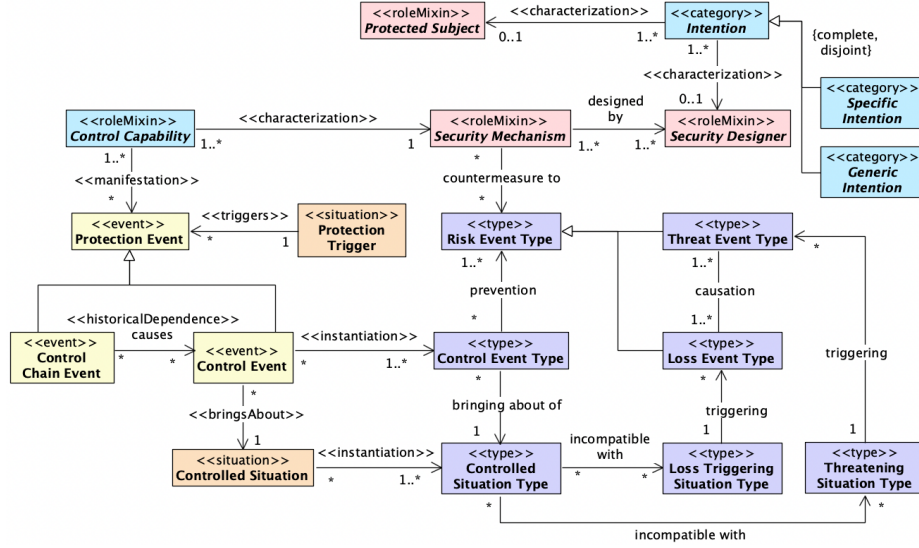 <<roleMixin>>
Protected Subject
<<characterization>>
0..1
1..*
<<category>>
Intention
{complete,
disjoint}
1..*
<<characterization>>
0..1
<<category>>
Specific
Intention
<<category>>
Generic
Intention
<<roleMixin>>
Control Capability
<<characterization>>
1..*
1
<<roleMixin>>
Security Mechanism
designed
by
1..*
1..*
<<roleMixin>>
Security Designer
1..*
<<manifestation>>
*
*
countermeasure to
*
<<event>>
Protection Event
<<triggers>>
*
1
<<situation>>
Protection
Trigger
<<type>>
Risk Event Type
<<type>>
Threat Event Type
*
1..*
prevention
*
1..*
causation
1..*
<<historicalDependence>>
causes
*
*
<<event>>
Control
Chain Event
<<event>>
Control Event
<<instantiation>>
*
1..*
<<type>>
Control Event Type
<<type>>
Loss Event Type
triggering
1
*
<<bringsAbout>>
1
*
bringing about of
1
*
triggering
1
<<situation>>
Controlled Situation
<<instantiation>>
*
1..*
<<type>>
Controlled
Situation Type
incompatible
with
*
*
<<type>>
Loss Triggering
Situation Type
<<type>>
Threatening
Situation Type
*
*
incompatible with